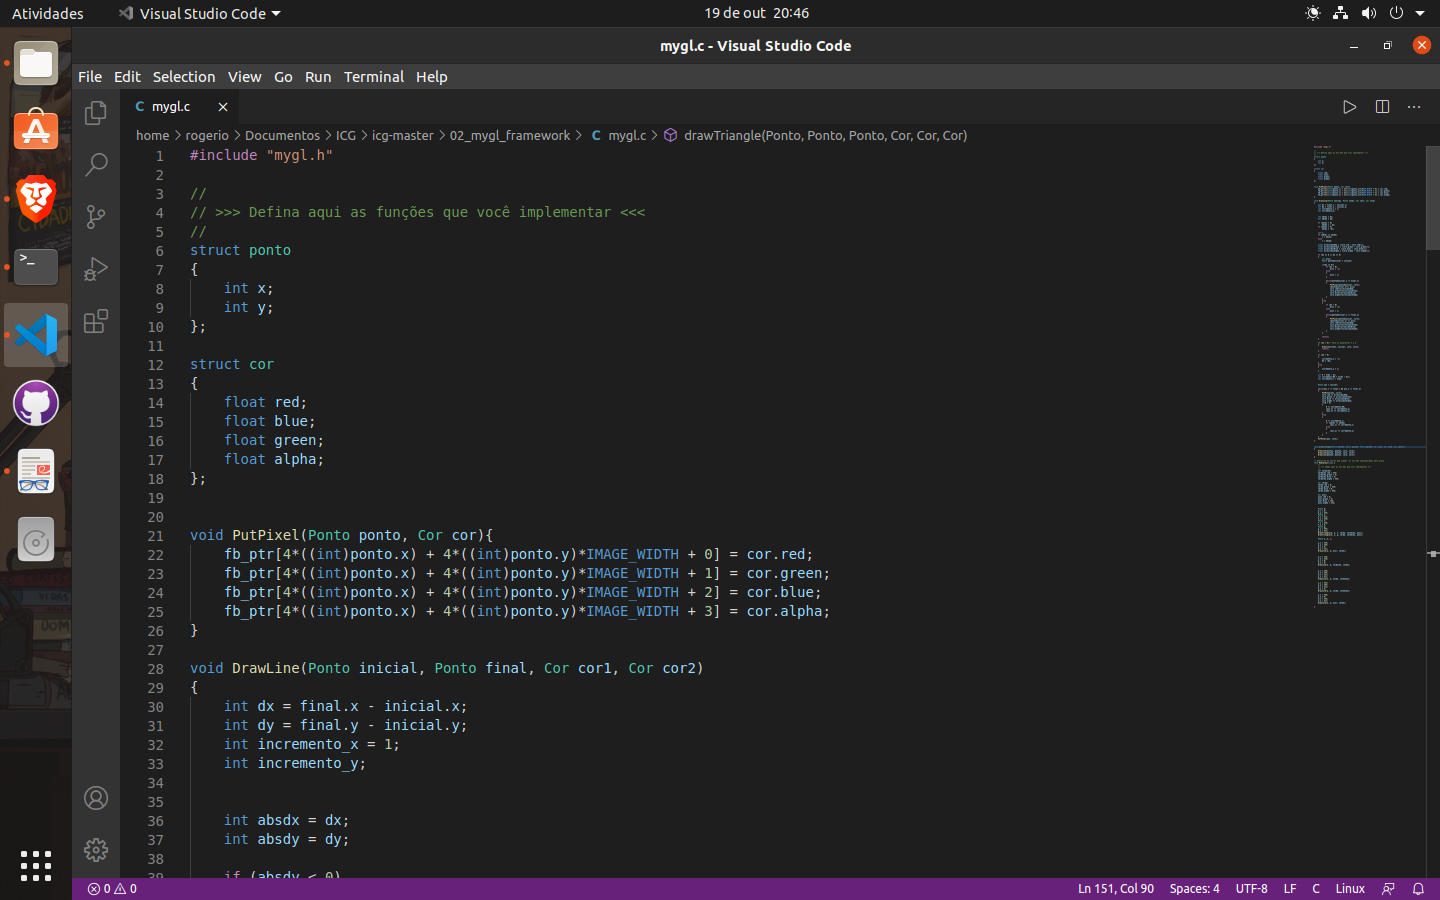 Atividades Visual Studio Code 19 de out 20:46
mygl.c - Visual Studio Code
File Edit Selection View Go Run Terminal Help
C mygl.c
home > rogerio > Documentos > ICG > icg-master > 02_mygl_framework > C mygl.c > drawTriangle(Ponto, Ponto, Ponto, Cor, Cor, Cor)
1 #include "mygl.h"
2
3 //
4 // >>> Defina aqui as funções que você implementar <<<
5 //
6 struct ponto
7 {
8 int x;
9 int y;
10 };
11
12 struct cor
13 {
14 float red;
15 float blue;
16 float green;
17 float alpha;
18 };
19
20
21 void PutPixel(Ponto ponto, Cor cor){
22 fb_ptr[4*((int)ponto.x) + 4*((int)ponto.y)*IMAGE_WIDTH + 0] = cor.red;
23 fb_ptr[4*((int)ponto.x) + 4*((int)ponto.y)*IMAGE_WIDTH + 1] = cor.green;
24 fb_ptr[4*((int)ponto.x) + 4*((int)ponto.y)*IMAGE_WIDTH + 2] = cor.blue;
25 fb_ptr[4*((int)ponto.x) + 4*((int)ponto.y)*IMAGE_WIDTH + 3] = cor.alpha;
26 }
27
28 void DrawLine(Ponto inicial, Ponto final, Cor cor1, Cor cor2)
29 {
30 int dx = final.x - inicial.x;
31 int dy = final.y - inicial.y;
32 int incremento_x = 1;
33 int incremento_y;
34
35
36 int absdx = dx;
37 int absdy = dy;
38
39 if (absdy < 0)
0 0 Ln 151, Col 90 Spaces: 4 UTF-8 LF C Linux